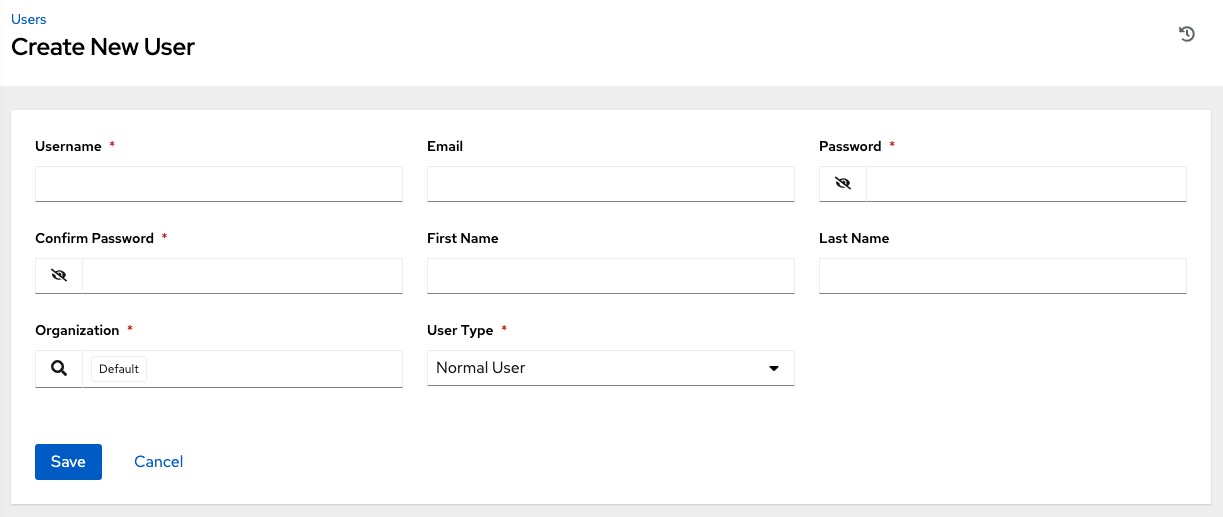 Users
Create New User
Username *
Email
Password *
Confirm Password *
First Name
Last Name
Organization *
User Type *
Default
Normal User
Save
Cancel